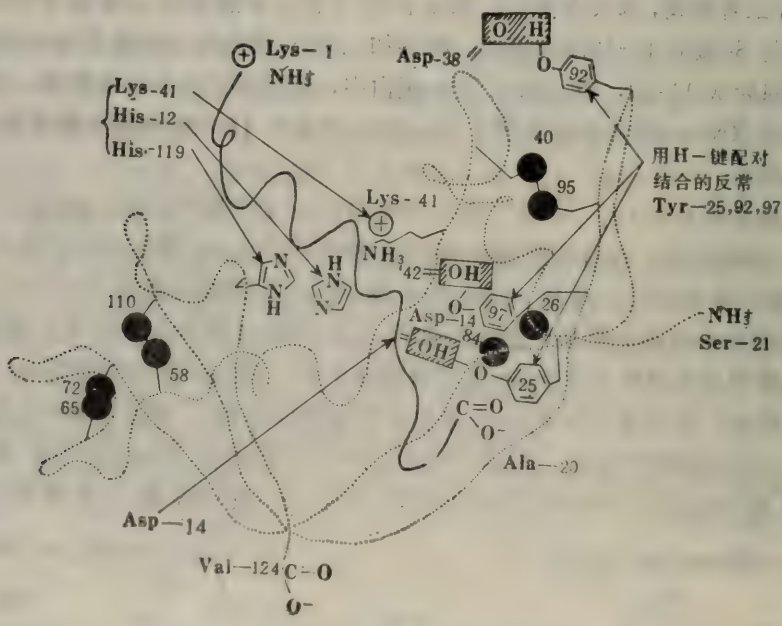 O H
Asp-38
O
92
⊕ Lys-1
NH₃⁺
Lys-41
His-12
His-119
40
95
用H-键配对
结合的反常
Tyr-25,92,97
Lys-41
⊕
NH₃
42
OH
N
N
H
H
N
N
O
97
26
Asp-14
84
OH
O
25
NH₃⁺
Ser-21
110
58
72
65
C=O
O⁻
Ala-20
Asp-14
Val-124
C-O
O⁻